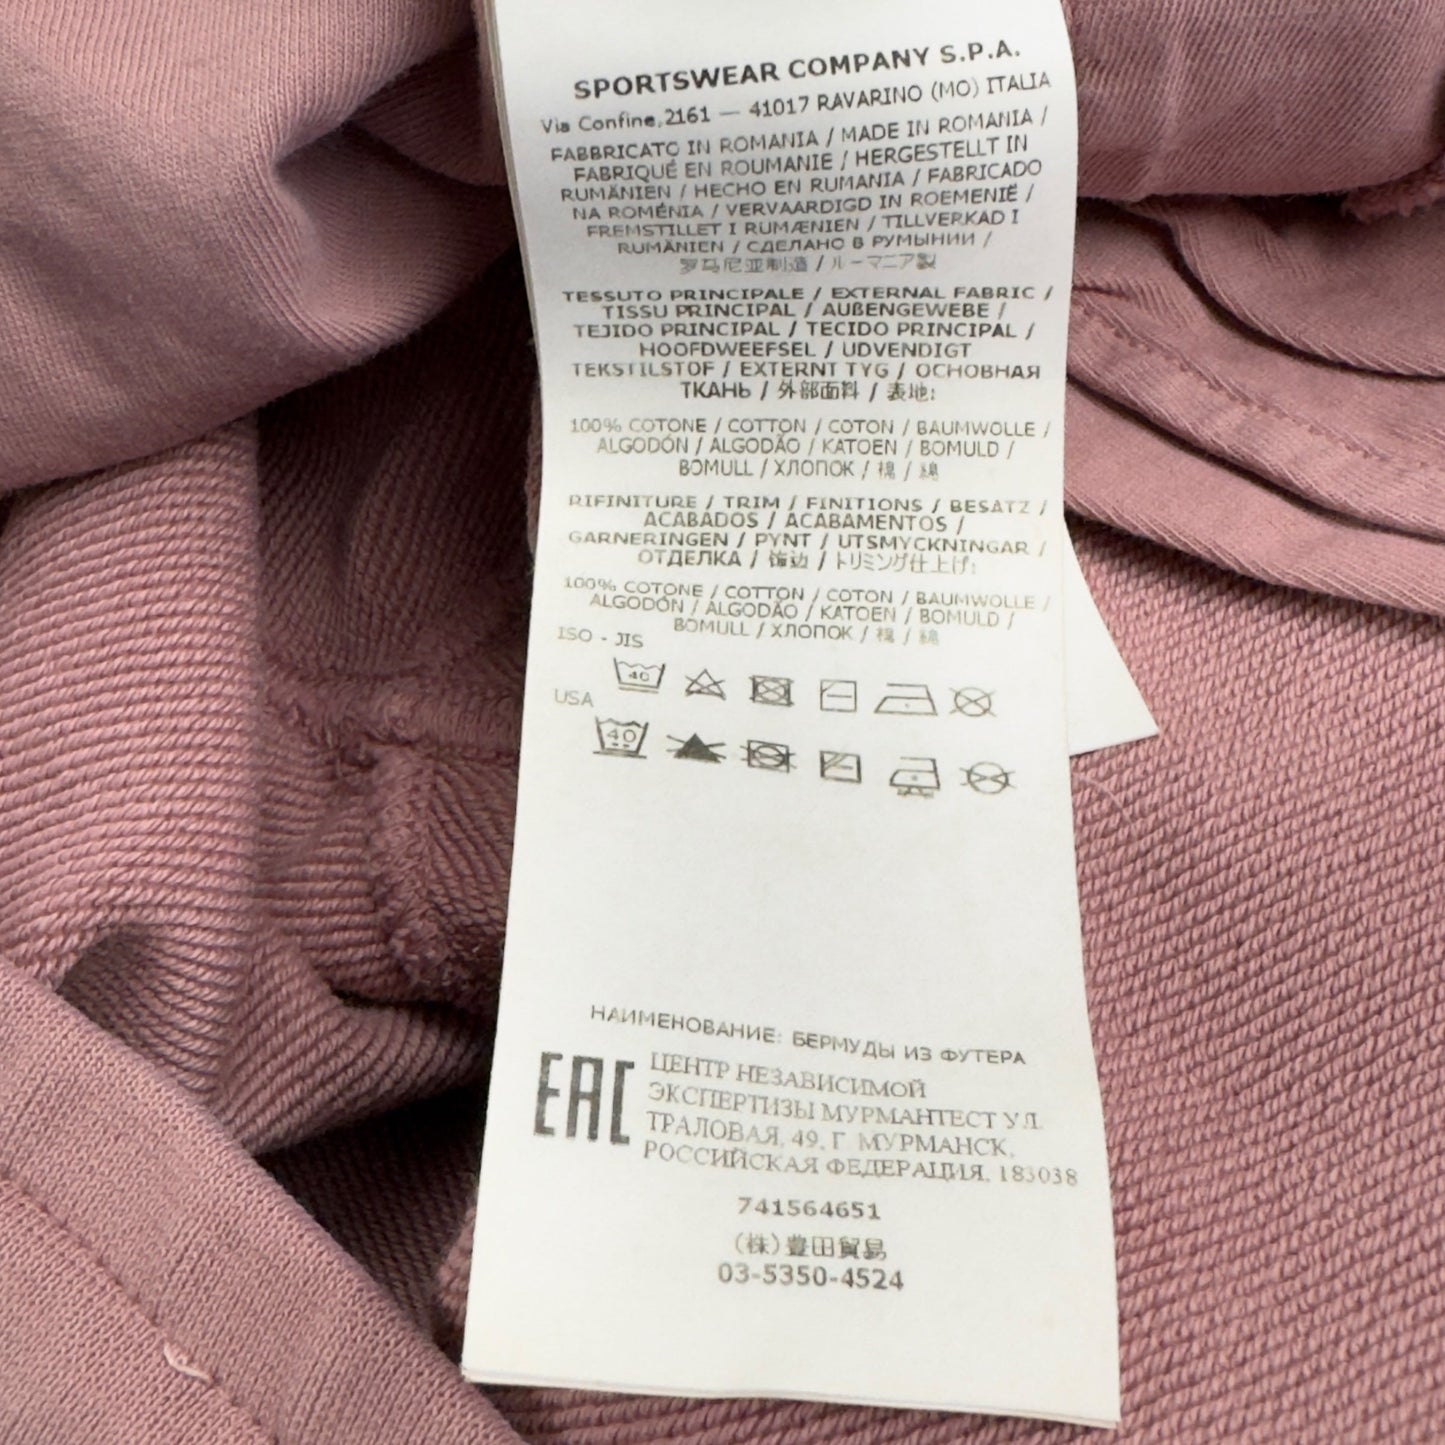 SPORTSWEAR COMPANY S.P.A.
Via Confine,2161 — 41017 RAVARINO (MO) ITALIA
FABBRICATO IN ROMANIA / MADE IN ROMANIA /
FABRIQUÉ EN ROUMANIE / HERGESTELLT IN
RUMÄNIEN / HECHO EN RUMANIA / FABRICADO
NA ROMÉNIA / VERVAARDIGD IN ROEMENIË /
FREMSTILLET I RUMÆNIEN / TILLVERKAD I
RUMÄNIEN / СДЕЛАНО В РУМЫНИИ /
罗马尼亚制造 / ルーマニア製
TESSUTO PRINCIPALE / EXTERNAL FABRIC /
TISSU PRINCIPAL / AUßENGEWEBE /
TEJIDO PRINCIPAL / TECIDO PRINCIPAL /
HOOFDWEEFSEL / UDVENDIGT
TEKSTILSTOF / EXTERNT TYG / ОСНОВНАЯ
ТКАНЬ / 外部面料 / 表地:
100% COTONE / COTTON / COTON / BAUMWOLLE /
ALGODÓN / ALGODÃO / KATOEN / BOMULD /
BOMULL / ХЛОПОК / 棉 / 綿
RIFINITURE / TRIM / FINITIONS / BESATZ /
ACABADOS / ACABAMENTOS /
GARNERINGEN / PYNT / UTSMYCKNINGAR /
ОТДЕЛКА / 饰边 / トリミング仕上げ:
100% COTONE / COTTON / COTON / BAUMWOLLE /
ALGODÓN / ALGODÃO / KATOEN / BOMULD /
BOMULL / ХЛОПОК / 棉 / 綿
ISO - JIS
40
USA
40
НАИМЕНОВАНИЕ: БЕРМУДЫ ИЗ ФУТЕРА
EAC
ЦЕНТР НЕЗАВИСИМОЙ
ЭКСПЕРТИЗЫ МУРМАНТЕСТ УЛ.
ТРАЛОВАЯ, 49, Г. МУРМАНСК,
РОССИЙСКАЯ ФЕДЕРАЦИЯ, 183038
741564651
(株)豊田貿易
03-5350-4524